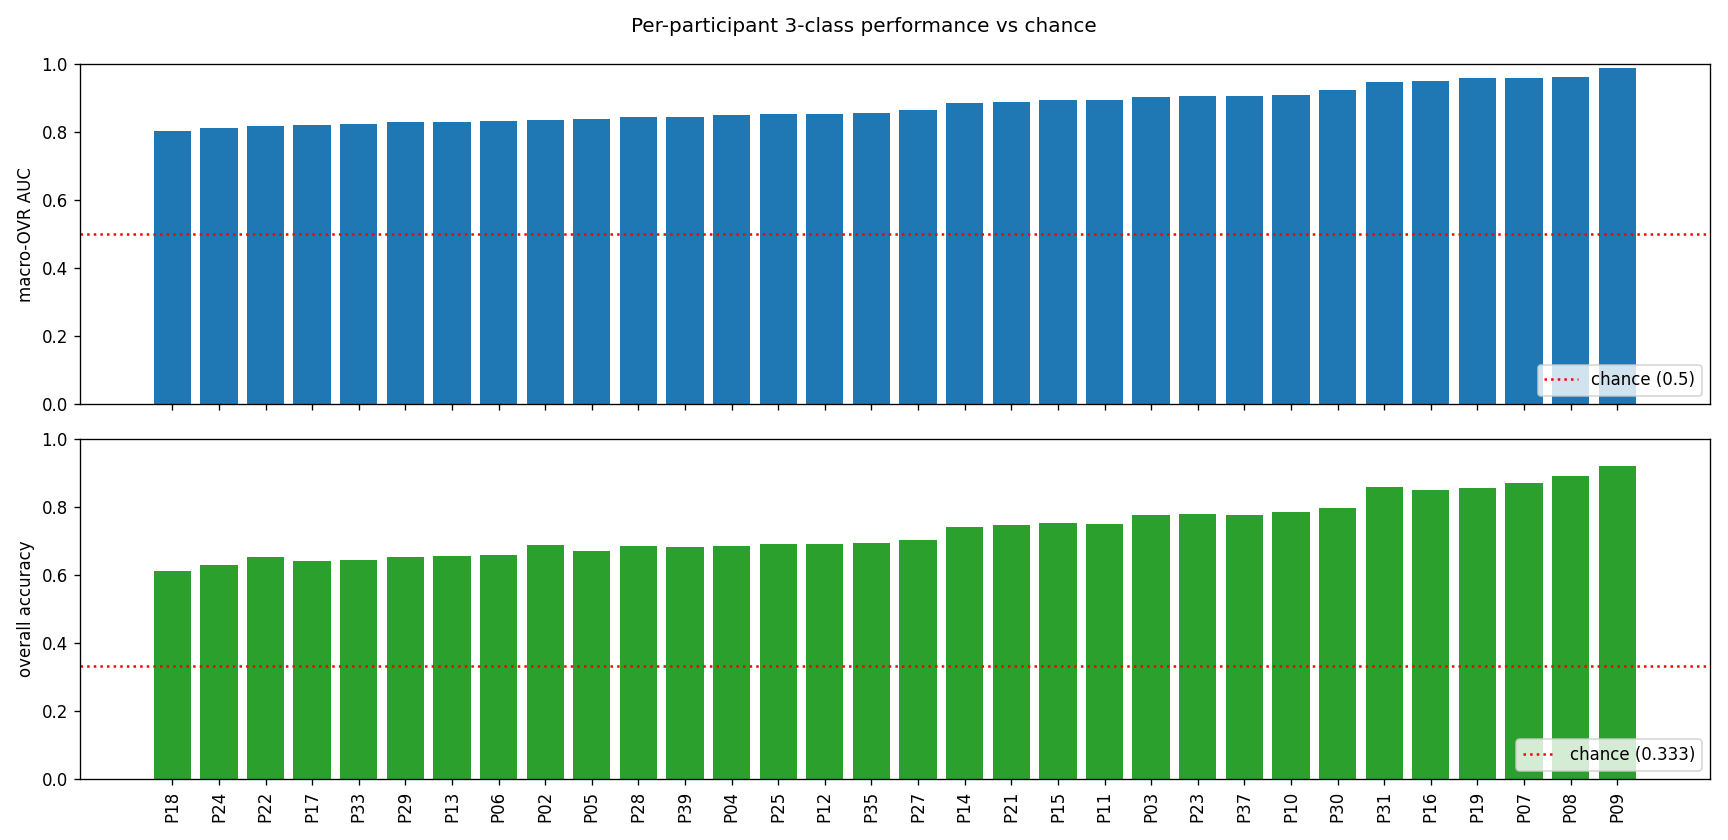 Per-participant 3-class performance vs chance
macro-OVR AUC
1.0
0.8
0.6
0.4
0.2
0.0
chance (0.5)
overall accuracy
1.0
0.8
0.6
0.4
0.2
0.0
chance (0.333)
P18 P24 P22 P17 P33 P29 P13 P06 P02 P05 P28 P39 P04 P25 P12 P35 P27 P14 P21 P15 P11 P03 P23 P37 P10 P30 P31 P16 P19 P07 P08 P09